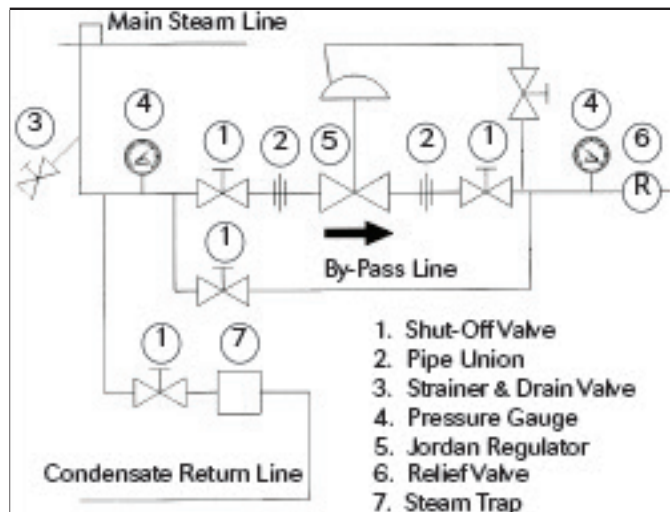 Main Steam Line
3
4
1
2
5
2
1
4
6
R
1
By-Pass Line
1
7
Condensate Return Line
1. Shut-Off Valve
2. Pipe Union
3. Strainer & Drain Valve
4. Pressure Gauge
5. Jordan Regulator
6. Relief Valve
7. Steam Trap